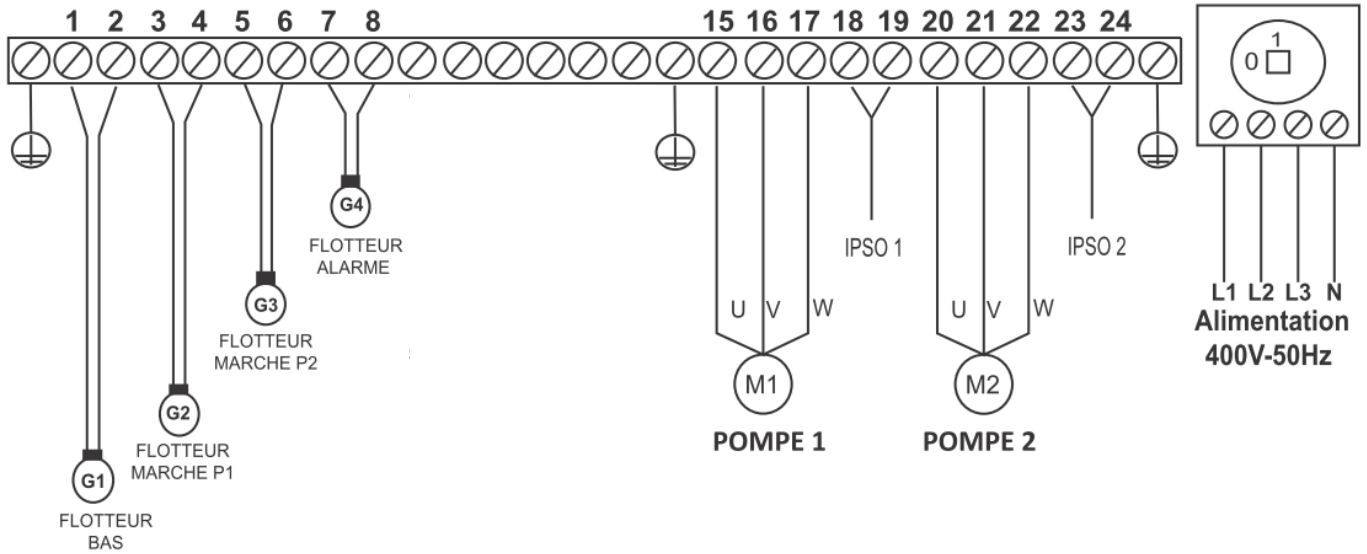 1 2 3 4 5 6 7 8 15 16 17 18 19 20 21 22 23 24
1
0
G4
FLOTTEUR
ALARME
G3
FLOTTEUR
MARCHE P2
G2
FLOTTEUR
MARCHE P1
G1
FLOTTEUR
BAS
U V W
M1
POMPE 1
IPSO 1
U V W
M2
POMPE 2
IPSO 2
L1 L2 L3 N
Alimentation
400V-50Hz